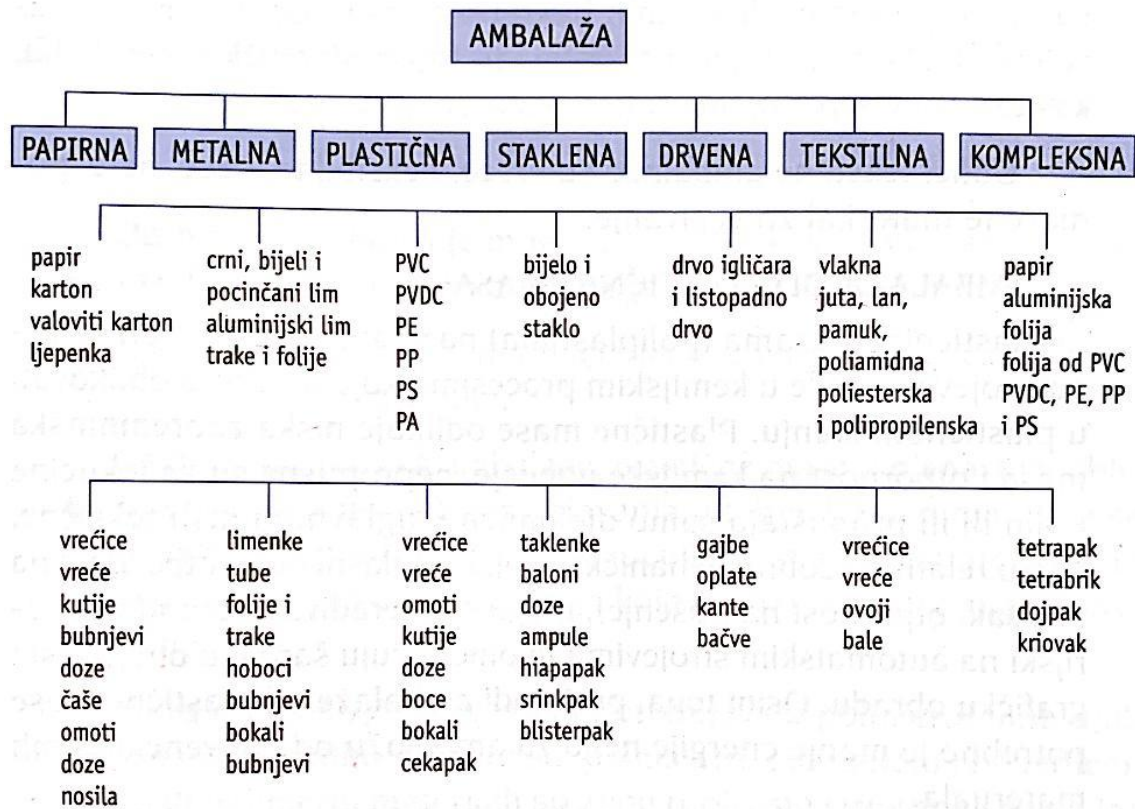 AMBALAŽA
PAPIRNA METALNA PLASTIČNA STAKLENA DRVENA TEKSTILNA KOMPLEKSNA
papir
karton
valoviti karton
ljepenka
crni, bijeli i
pocinčani lim
aluminijski lim
trake i folije
PVC
PVDC
PE
PP
PS
PA
bijelo i
obojeno
staklo
drvo igličara
i listopadno
drvo
vlakna
juta, lan,
pamuk,
poliamidna
poliesterska
i polipropilenska
papir
aluminijska
folija
folija od PVC
PVDC, PE, PP
i PS
vrećice
vreće
kutije
bubnjevi
doze
čaše
omoti
doze
nosila
limenke
tube
folije i
trake
hoboci
bubnjevi
bokali
bubnjevi
vrećice
vreće
omoti
kutije
doze
boce
bokali
cekapak
taklenke
baloni
doze
ampule
hiapapak
srinkpak
blisterpak
gajbe
oplate
kante
bačve
vrećice
vreće
ovoji
bale
tetrapak
tetrabrik
dojpak
kriovak